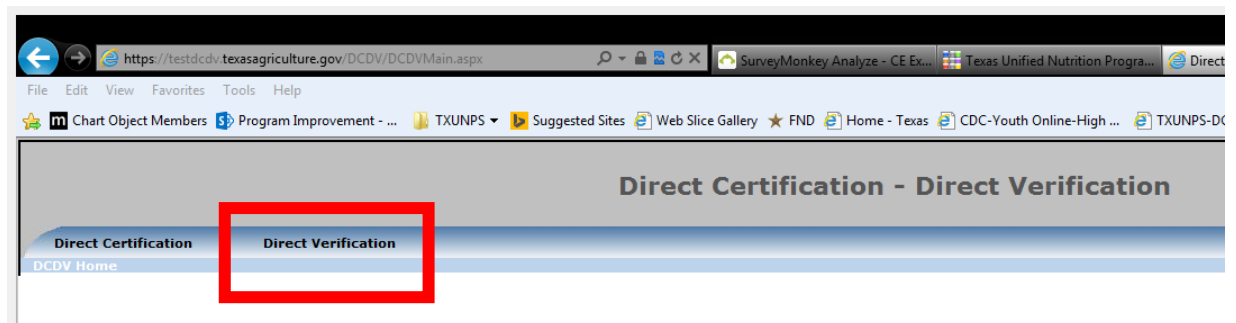 https://testdcdv.texasagriculture.gov/DCDV/DCDVMain.aspx SurveyMonkey Analyze - CE Ex... Texas Unified Nutrition Progra... Direct
File Edit View Favorites Tools Help
m Chart Object Members Program Improvement - ... TXUNPS Suggested Sites Web Slice Gallery FND Home - Texas CDC-Youth Online-High ... TXUNPS-DC
Direct Certification - Direct Verification
Direct Certification Direct Verification
DCDV Home